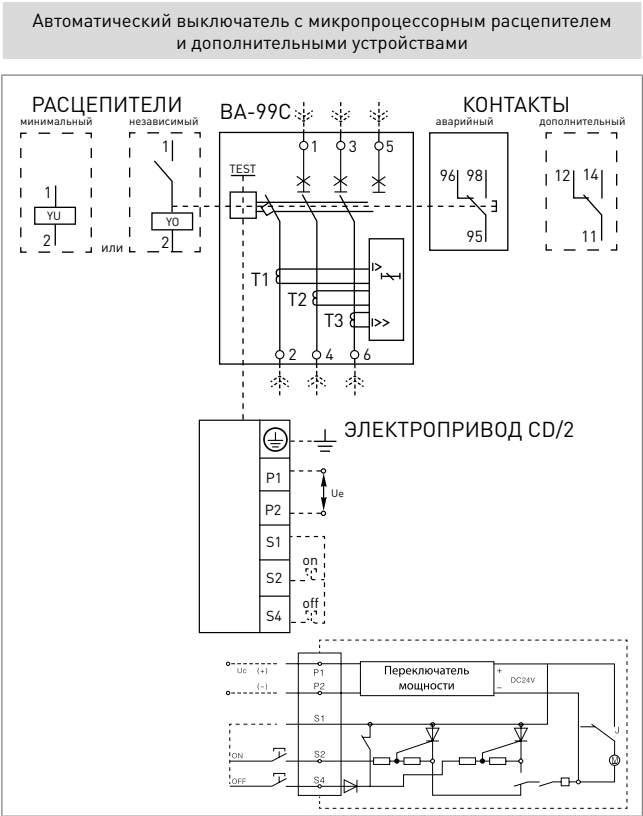 Автоматический выключатель с микропроцессорным расцепителем
и дополнительными устройствами
РАСЦЕПИТЕЛИ
минимальный
независимый
ВА-99С
КОНТАКТЫ
аварийный
дополнительный
1
YU
2
или
1
YO
2
TEST
1
3
5
T1
T2
T3
I>
I>>
2
4
6
96
98
95
12
14
11
ЭЛЕКТРОПРИВОД CD/2
P1
P2
Ue
S1
on
S2
off
S4
Uc (+)
(−)
P1
P2
Переключатель
мощности
+
DC24V
−
S1
ON
S2
OFF
S4
J
M